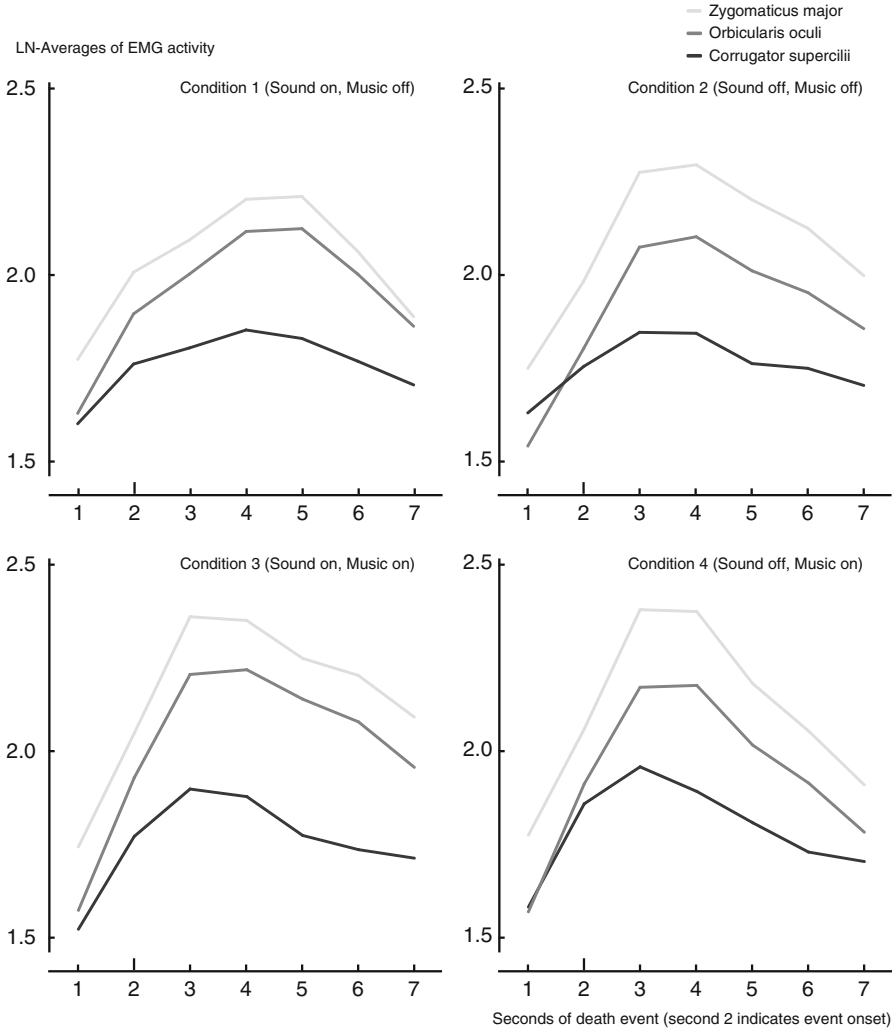 Zygomaticus major
Orbicularis oculi
Corrugator supercilii
LN-Averages of EMG activity
Condition 1 (Sound on, Music off)
2.5
2.0
1.5
1 2 3 4 5 6 7
Condition 2 (Sound off, Music off)
2.5
2.0
1.5
1 2 3 4 5 6 7
Condition 3 (Sound on, Music on)
2.5
2.0
1.5
1 2 3 4 5 6 7
Condition 4 (Sound off, Music on)
2.5
2.0
1.5
1 2 3 4 5 6 7
Seconds of death event (second 2 indicates event onset)